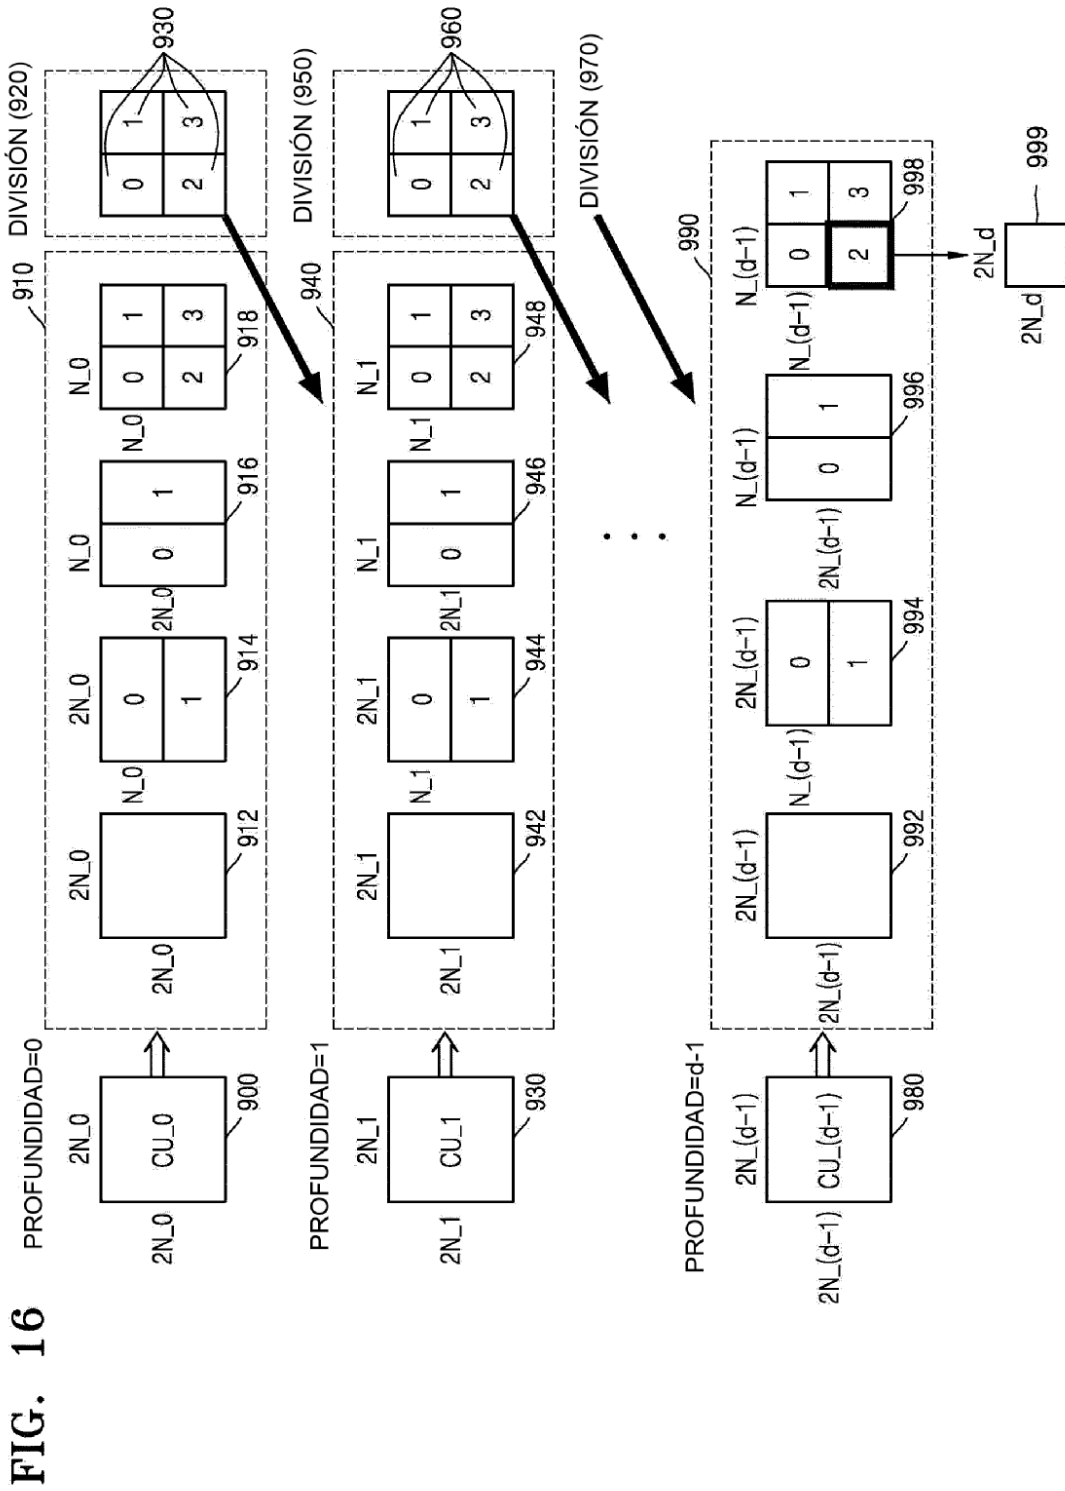 FIG. 16
PROFUNDIDAD=0
2N_0
2N_0
CU_0
900
910
2N_0
2N_0
912
2N_0
N_0
0
1
914
N_0
2N_0
0
1
916
N_0
N_0
0
1
2
3
918
DIVISIÓN (920)
0
1
2
3
930
PROFUNDIDAD=1
2N_1
2N_1
CU_1
930
940
2N_1
2N_1
942
2N_1
N_1
0
1
944
N_1
2N_1
0
1
946
N_1
N_1
0
1
2
3
948
DIVISIÓN (950)
0
1
2
3
960
DIVISIÓN (970)
PROFUNDIDAD=d-1
2N_(d-1)
2N_(d-1)
CU_(d-1)
980
990
2N_(d-1)
2N_(d-1)
992
2N_(d-1)
N_(d-1)
0
1
994
N_(d-1)
2N_(d-1)
0
1
996
N_(d-1)
N_(d-1)
0
1
2
3
998
2N_d
2N_d
999